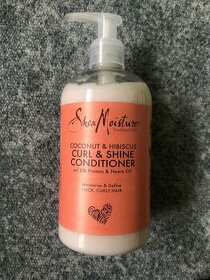 SheaMoisture
COCONUT & HIBISCUS
CURL & SHINE
CONDITIONER
w/ Silk Protein & Neem Oil
Moisturize & Define
THICK, CURLY HAIR